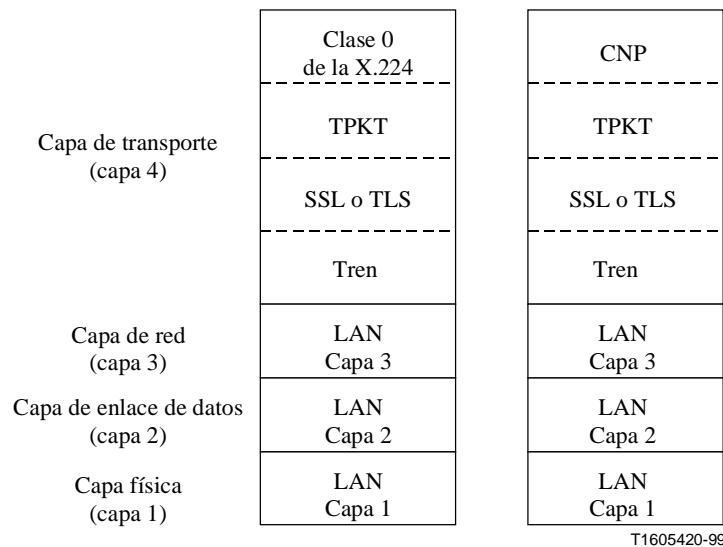 Clase 0
de la X.224
CNP
TPKT
TPKT
Capa de transporte
(capa 4)
SSL o TLS
SSL o TLS
Tren
Tren
Capa de red
(capa 3)
LAN
Capa 3
LAN
Capa 3
Capa de enlace de datos
(capa 2)
LAN
Capa 2
LAN
Capa 2
Capa física
(capa 1)
LAN
Capa 1
LAN
Capa 1
T1605420-99